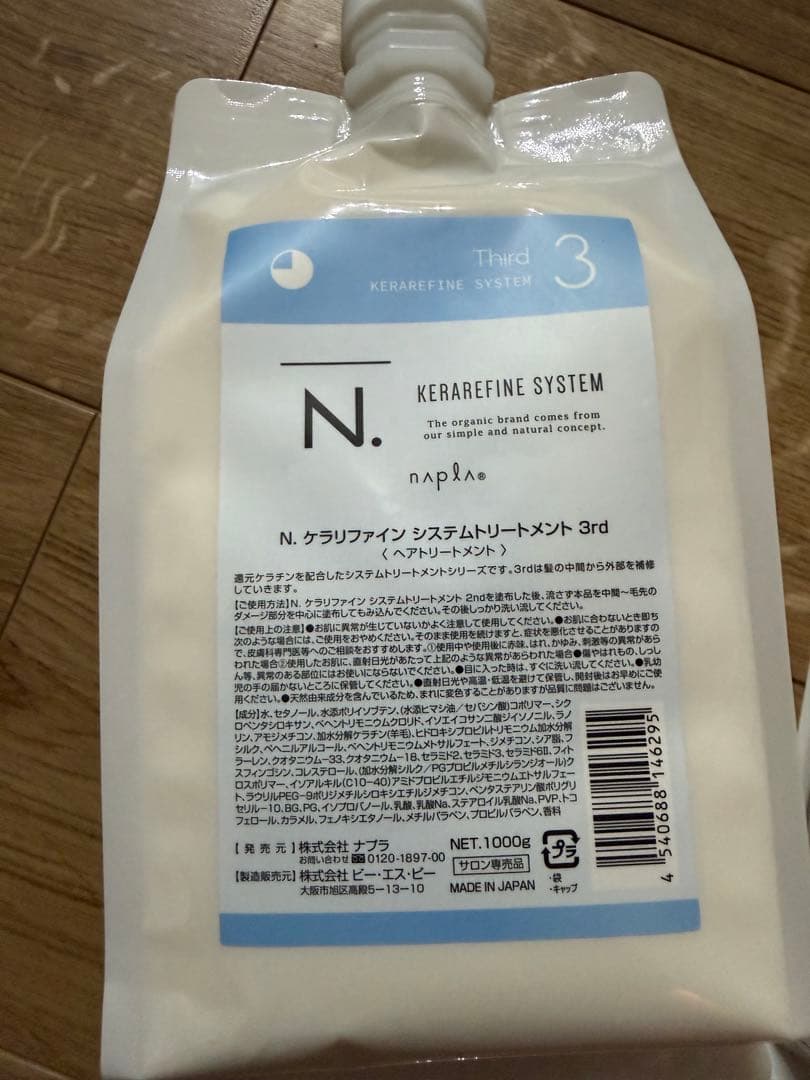 Third 3
KERAREFINE SYSTEM
N.
KERAREFINE SYSTEM
The organic brand comes from
our simple and natural concept.
napla®
N. ケラリファイン システムトリートメント 3rd
〈 ヘアトリートメント 〉
還元ケラチンを配合したシステムトリートメントシリーズです。3rdは髪の中間から外部を補修
していきます。
【ご使用方法】N. ケラリファイン システムトリートメント 2ndを塗布した後、流さず本品を中間〜毛先の
ダメージ部分を中心に塗布してもみ込んでください。その後しっかり洗い流してください。
【ご使用上の注意】●お肌に異常が生じていないかよく注意して使用してください。●お肌に合わないとき即ち
次のような場合には、ご使用をおやめください。そのまま使用を続けますと、症状を悪化させることがありますの
で、皮膚科専門医等へのご相談をおすすめします。①使用中や使用後に赤味、はれ、かゆみ、刺激等の異常があら
われた場合②使用したお肌に、直射日光があたって上記のような異常があらわれた場合●傷やはれもの、しっし
ん等、異常のある部位にはお使いにならないでください。●目に入った時は、すぐに洗い流してください。●乳幼
児の手の届かないところに保管してください。●直射日光や高温・低温を避けて保管し、開封後はお早めにご使
用ください。●天然由来成分を含んでいるため、まれに変色することがありますが品質に問題はございません。
【成分】水、セタノール、水添ポリイソブテン、(水添ヒマシ油/セバシン酸)コポリマー、シク
ロペンタシロキサン、ベヘントリモニウムクロリド、イソエイコサン二酸ジイソノニル、ラノ
リン、アモジメチコン、加水分解ケラチン(羊毛)、ヒドロキシプロピルトリモニウム加水分解
シルク、ベヘニルアルコール、ベヘントリモニウムメトサルフェート、ジメチコン、シア脂、フ
ラーレン、クオタニウム-33、クオタニウム-18、セラミド2、セラミド3、セラミド6Ⅱ、フィト
スフィンゴシン、コレステロール、(加水分解シルク/PGプロピルメチルシランジオール)ク
ロスポリマー、イソアルキル(C10-40)アミドプロピルエチルジモニウムエトサルフェー
ト、ラウリルPEG-9ポリジメチルシロキシエチルジメチコン、ペンタステアリン酸ポリグリ
セリル-10、BG、PG、イソプロパノール、乳酸、乳酸Na、ステアロイル乳酸Na、PVP、トコ
フェロール、カラメル、フェノキシエタノール、メチルパラベン、プロピルパラベン、香料
【 発 売 元 】 株式会社 ナプラ
お問い合わせ 0120-1897-00
【製造販売元】 株式会社 ビー・エス・ピー
大阪市旭区高殿5-13-10
NET.1000g
サロン専売品
MADE IN JAPAN
プラ
・袋
・キャップ
4 540688 146295